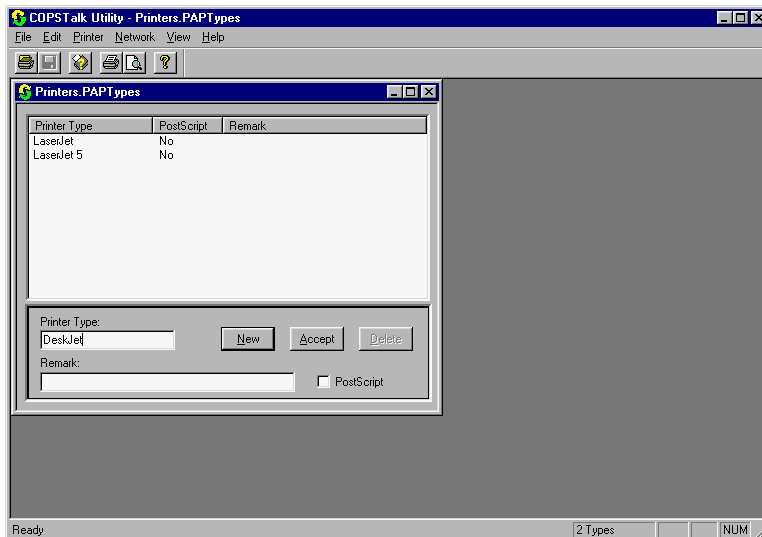 COPSTalk Utility - Printers.PAPTypes
File Edit Printer Network View Help
Printers.PAPTypes
Printer Type PostScript Remark
LaserJet No
LaserJet 5 No
Printer Type:
DeskJet New Accept Delete
Remark:
PostScript
Ready 2 Types NUM